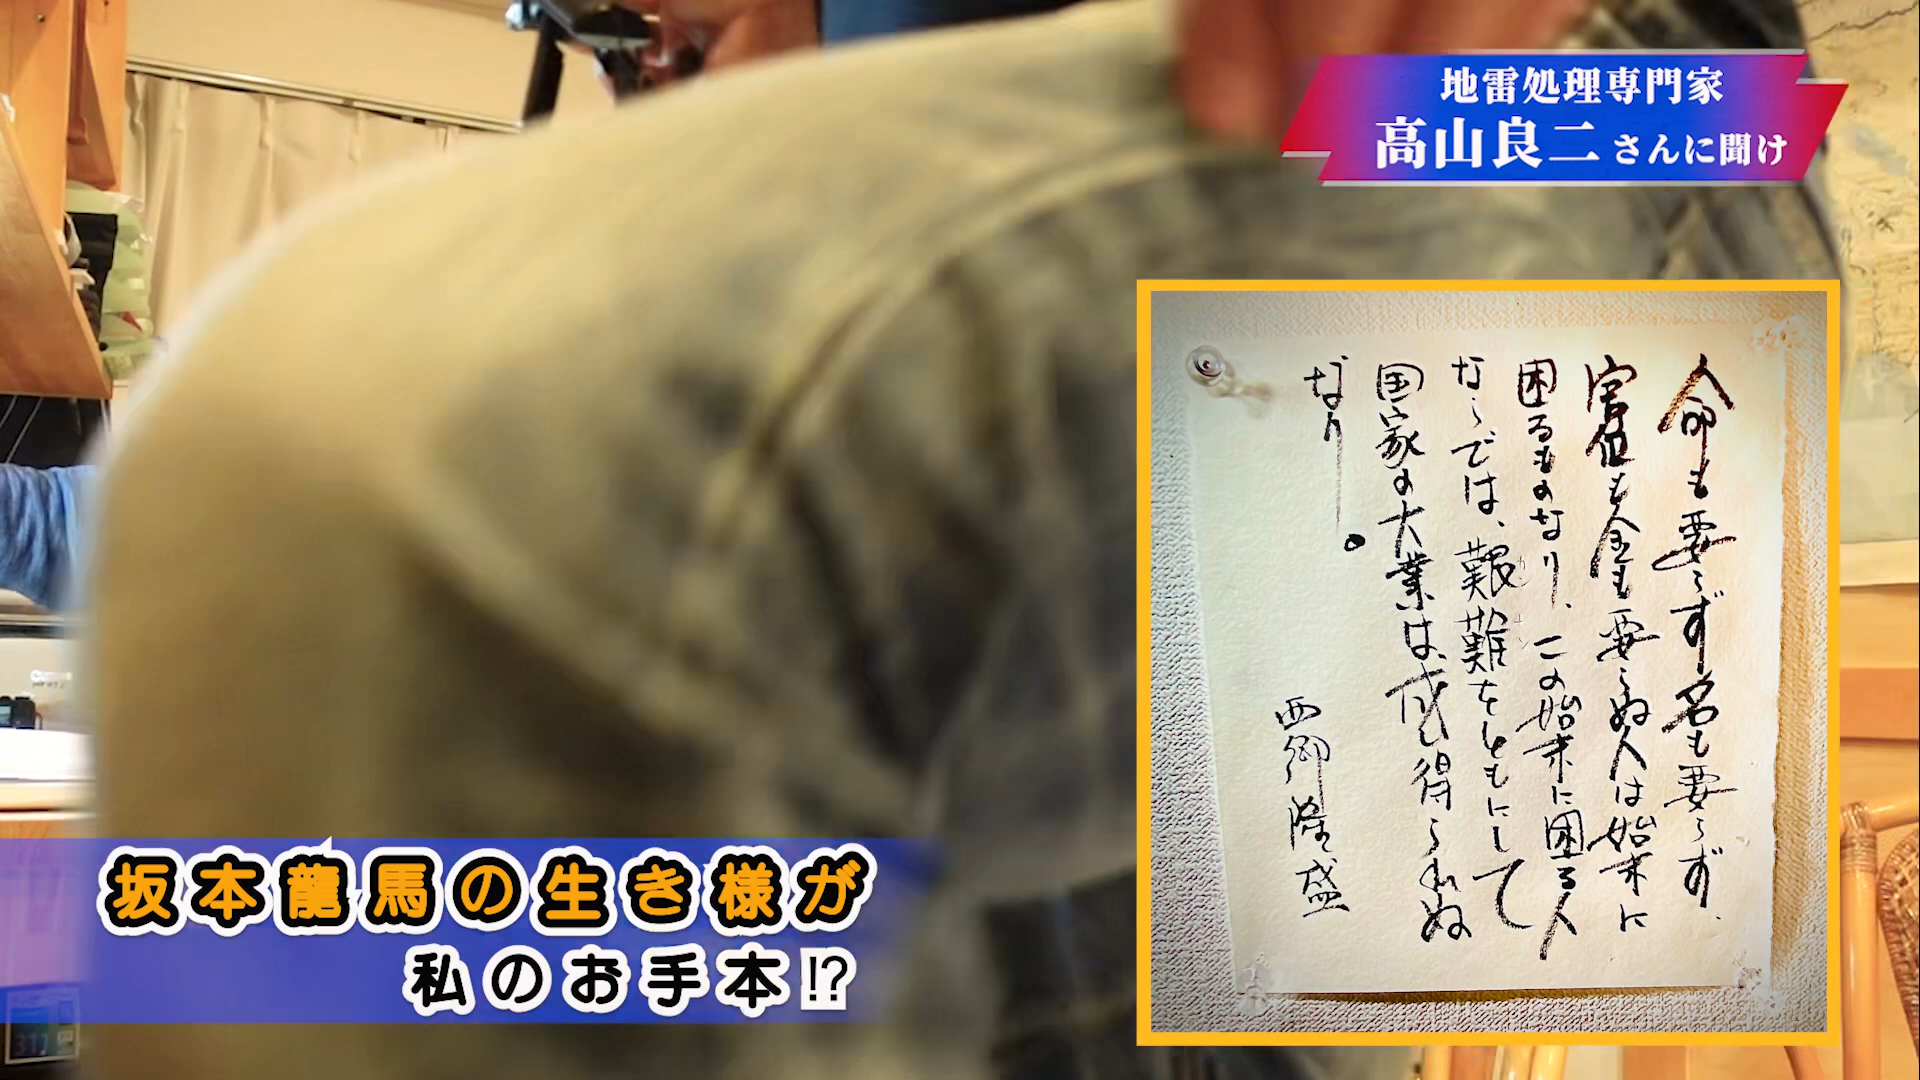 地雷処理専門家
高山良二さんに聞け
命も要らず名も要らず、
官位も金も要らぬ人は始末に
困るものなり、この始末に困る人
ならでは、艱難をともにして
カンナン
国家の大業は、成し得られぬ
なり。
西郷隆盛
坂本龍馬の生き様が
私のお手本!?